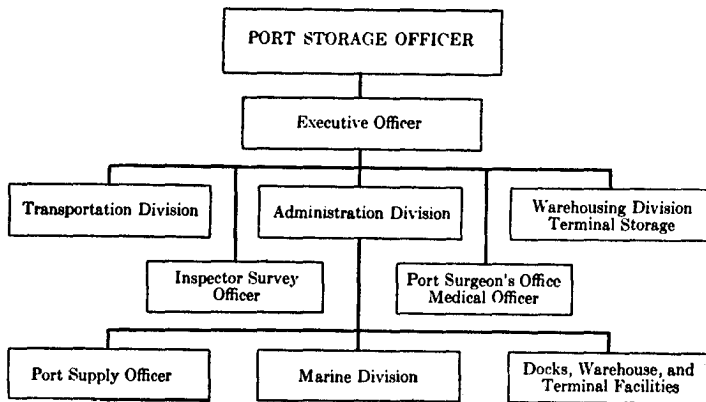 PORT STORAGE OFFICER
Executive Officer
Transportation Division
Administration Division
Warehousing Division
Terminal Storage
Inspector Survey
Officer
Port Surgeon's Office
Medical Officer
Port Supply Officer
Marine Division
Docks, Warehouse, and
Terminal Facilities